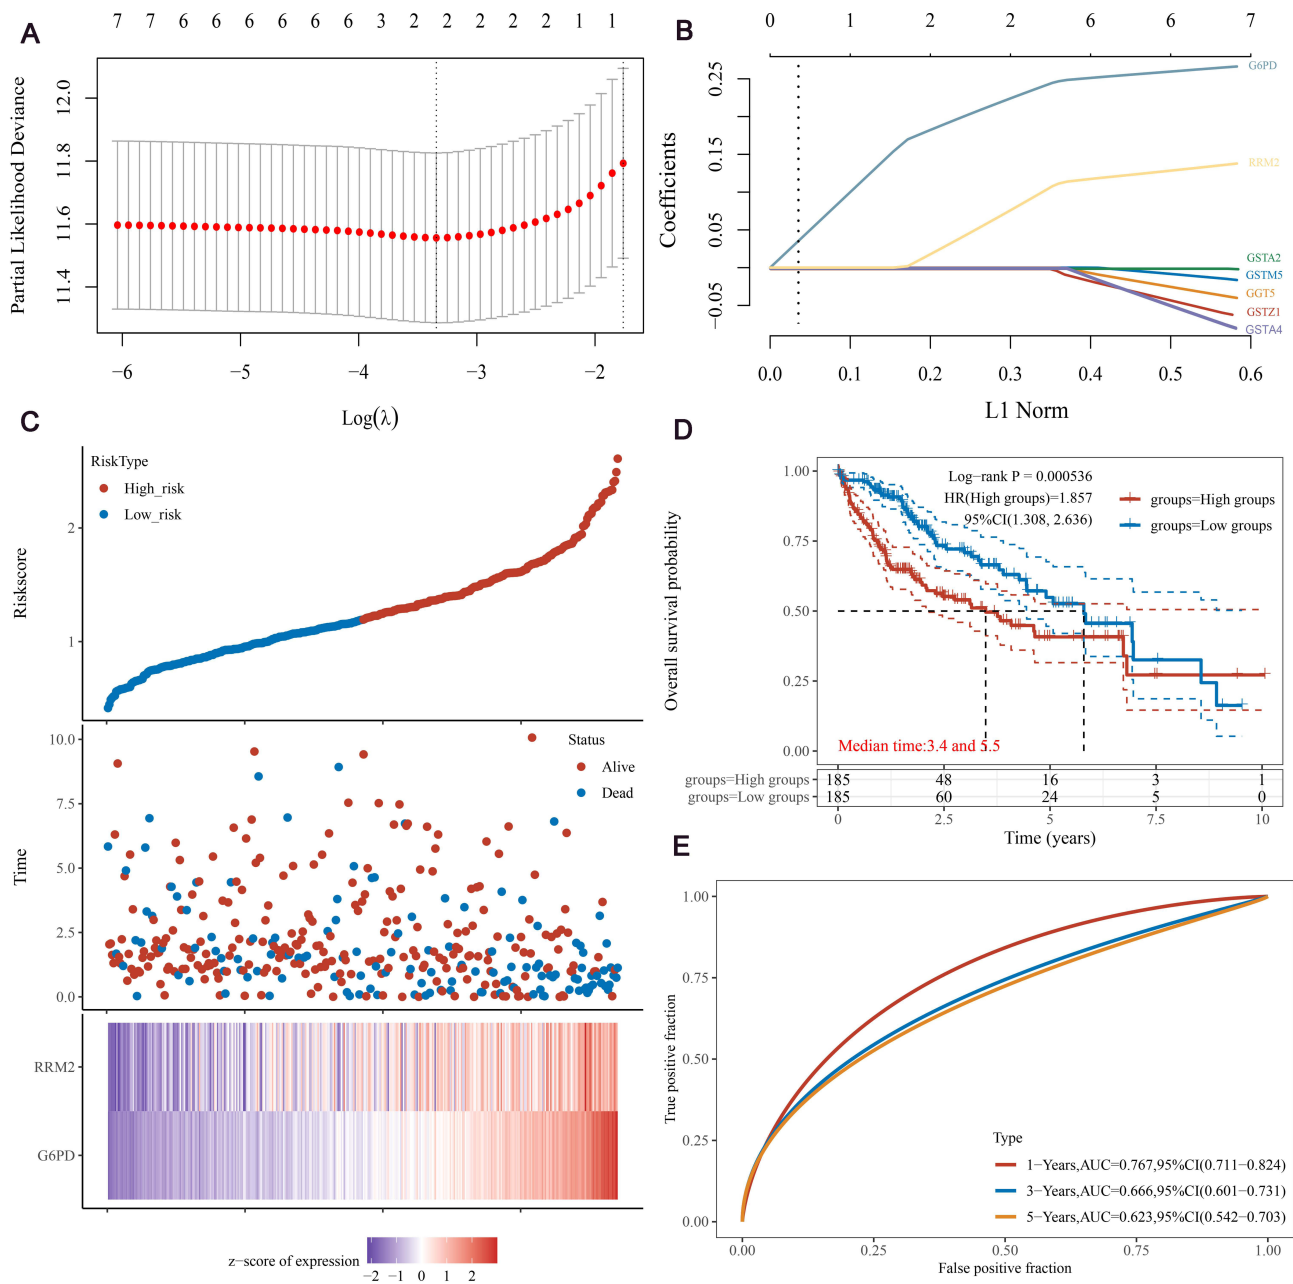 A
7 7 6 6 6 6 6 3 2 2 2 2 1 1
Partial Likelihood Deviance
12.0
11.8
11.6
11.4
−6 −5 −4 −3 −2
Log(λ)
B
0 1 2 2 6 6 7
Coefficients
0.25
0.15
0.05
−0.05
G6PD
RRM2
GSTA2
GSTM5
GGT5
GSTZ1
GSTA4
0.0 0.1 0.2 0.3 0.4 0.5 0.6
L1 Norm
C
RiskType
High_risk
Low_risk
Riskscore
2
1
Status
Alive
Dead
Time
10.0
7.5
5.0
2.5
0.0
RRM2
G6PD
z−score of expression
−2 −1 0 1 2
D
Overall survival probability
1.00
0.75
0.50
0.25
0.00
Log−rank P = 0.000536
HR(High groups)=1.857
95%CI(1.308, 2.636)
groups=High groups
groups=Low groups
Median time:3.4 and 5.5
groups=High groups 185 48 16 3 1
groups=Low groups 185 60 24 5 0
0 2.5 5 7.5 10
Time (years)
E
True positive fraction
1.00
0.75
0.50
0.25
0.00
Type
1−Years,AUC=0.767,95%CI(0.711−0.824)
3−Years,AUC=0.666,95%CI(0.601−0.731)
5−Years,AUC=0.623,95%CI(0.542−0.703)
0.00 0.25 0.50 0.75 1.00
False positive fraction